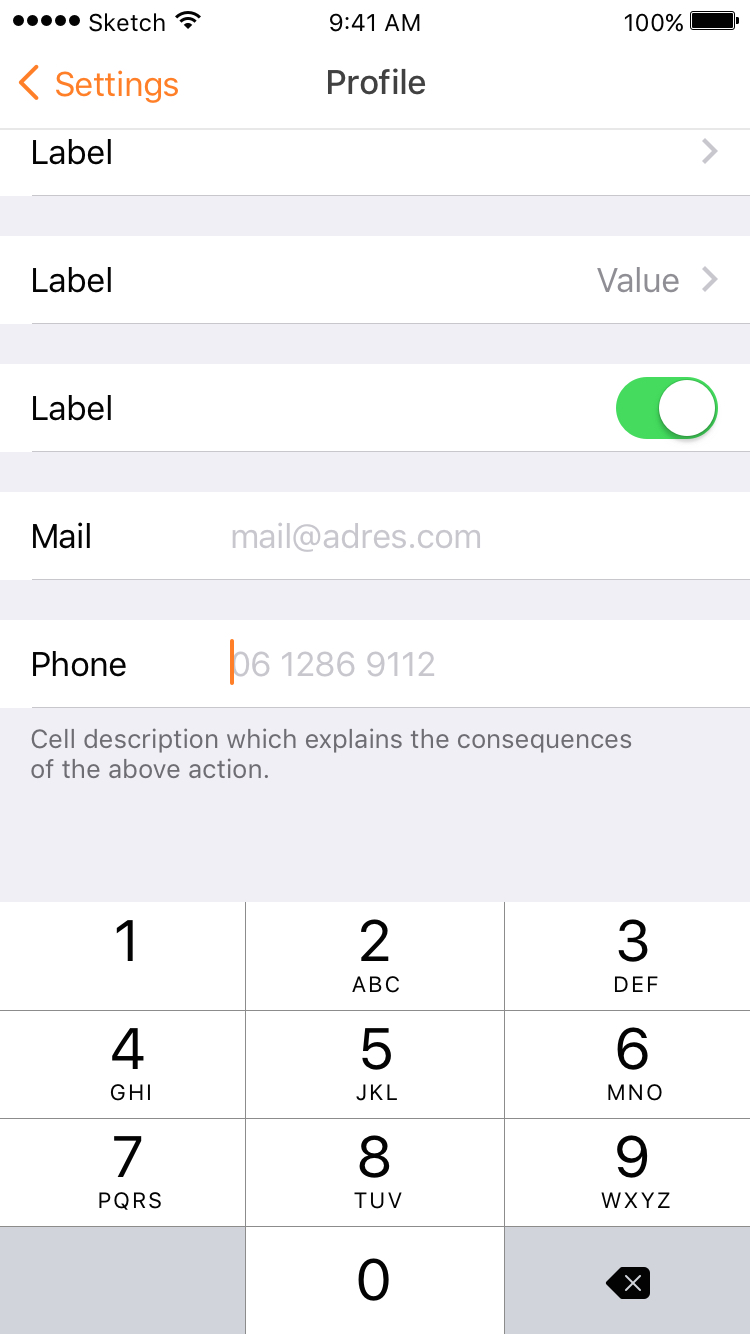 Sketch 9:41 AM 100%
Settings Profile
Label
Label Value
Label
Mail mail@adres.com
Phone 06 1286 9112
Cell description which explains the consequences
of the above action.
1 2 3
ABC DEF
4 5 6
GHI JKL MNO
7 8 9
PQRS TUV WXYZ
0